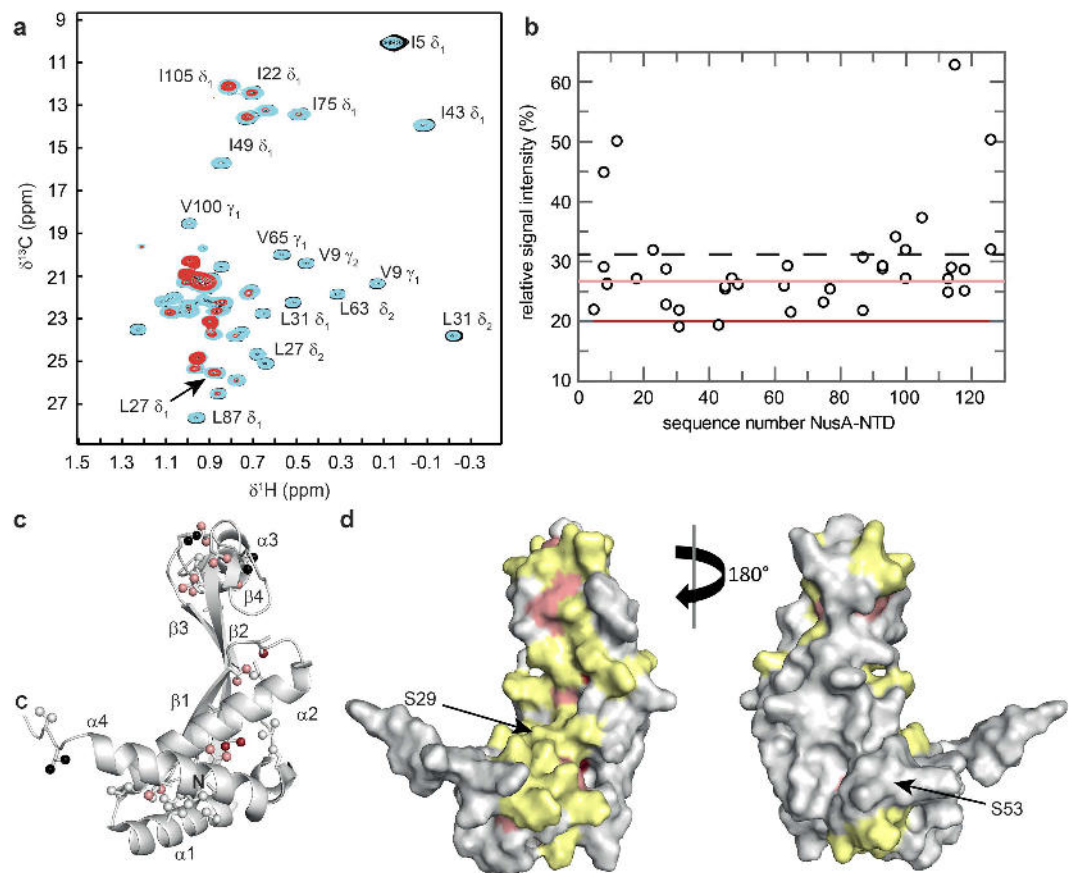 a
9
11
13
15
17
19
21
23
25
27
δ13C (ppm)
I5 δ1
I105 δ1
I22 δ1
I75 δ1
I43 δ1
I49 δ1
V100 γ1
V65 γ1
V9 γ2
V9 γ1
L31 δ1
L63 δ2
L31 δ2
L27 δ2
L27 δ1
L87 δ1
1.5 1.3 1.1 0.9 0.7 0.5 0.3 0.1 -0.1 -0.3
δ1H (ppm)
b
60
50
40
30
20
10
relative signal intensity (%)
0 20 40 60 80 100 120
sequence number NusA-NTD
c
α3
β4
β3
β2
β1
α2
C
α4
N
α1
d
180°
S29
S53